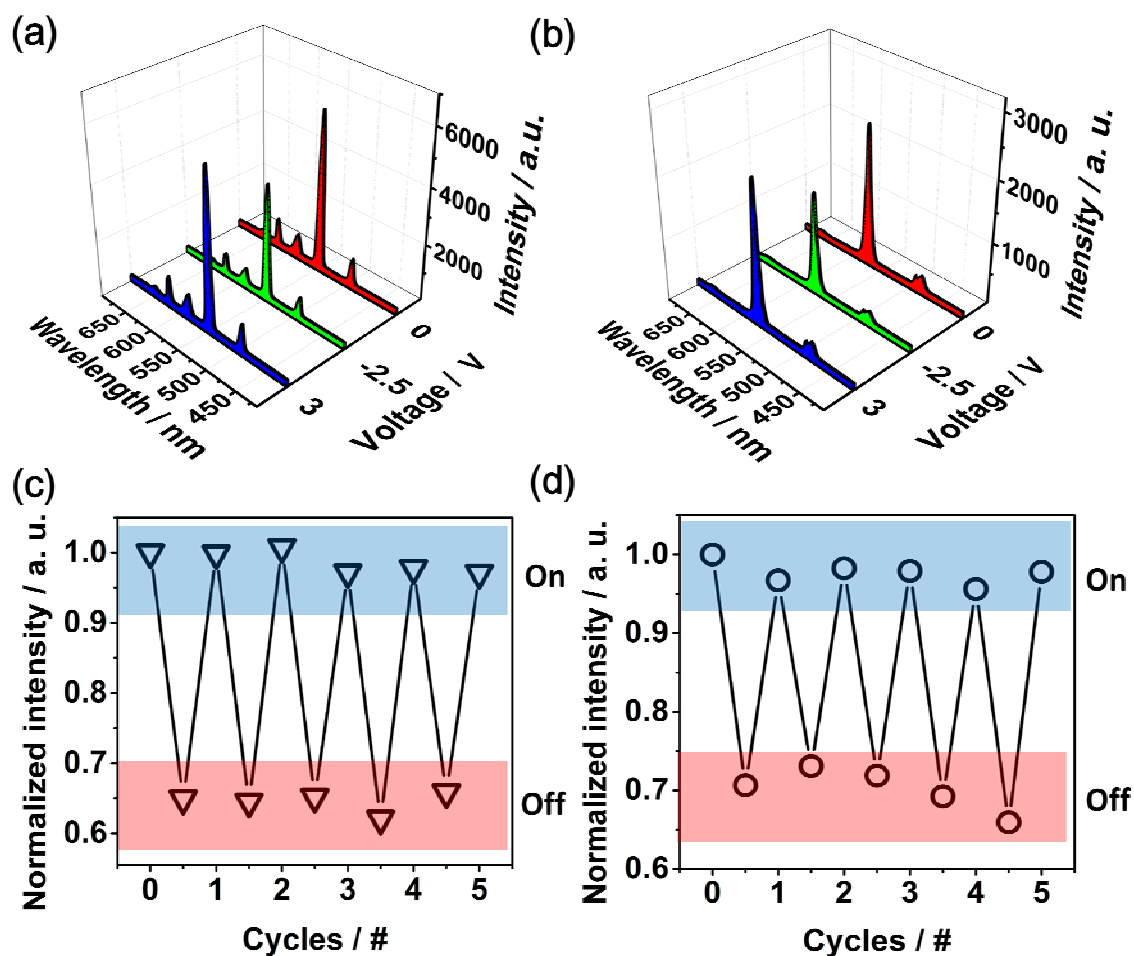 (a)
6000
4000
2000
Intensity / a.u.
650
600
550
500
450
Wavelength / nm
0
-2.5
3
Voltage / V
(b)
3000
2000
1000
Intensity / a. u.
650
600
550
500
450
Wavelength / nm
0
-2.5
3
Voltage / V
(c)
Normalized intensity / a. u.
1.0
0.9
0.8
0.7
0.6
On
Off
0 1 2 3 4 5
Cycles / #
(d)
Normalized intensity / a. u.
1.0
0.9
0.8
0.7
0.6
On
Off
0 1 2 3 4 5
Cycles / #